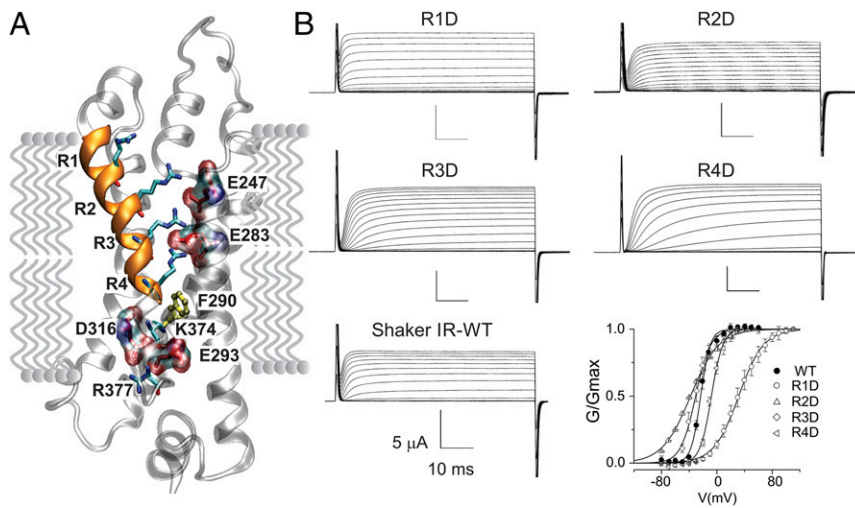 A
B
R1
R2
R3
R4
E247
E283
F290
D316
K374
E293
R377
R1D
R2D
R3D
R4D
Shaker IR-WT
5 μA
10 ms
1.0
0.5
0.0
G/Gmax
-80
0
80
V(mV)
WT
R1D
R2D
R3D
R4D